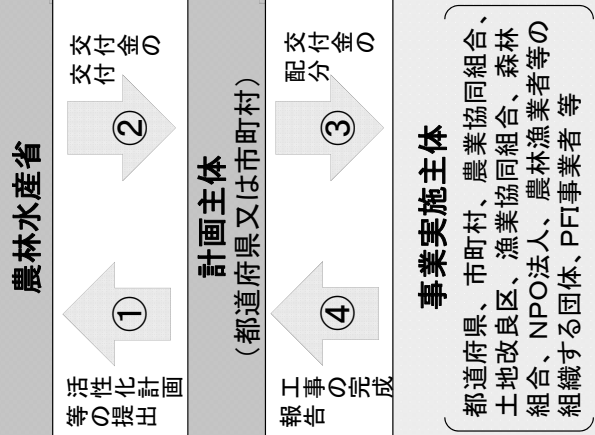 農林水産省
活性化計画
等の提出
①
②
交付金の
交付
計画主体
(都道府県又は市町村)
工事の完成
報告
④
③
交付金の
配分
事業実施主体
都道府県、市町村、農業協同組合、
土地改良区、漁業協同組合、森林
組合、NPO法人、農林漁業者等の
組織する団体、PFI事業者 等